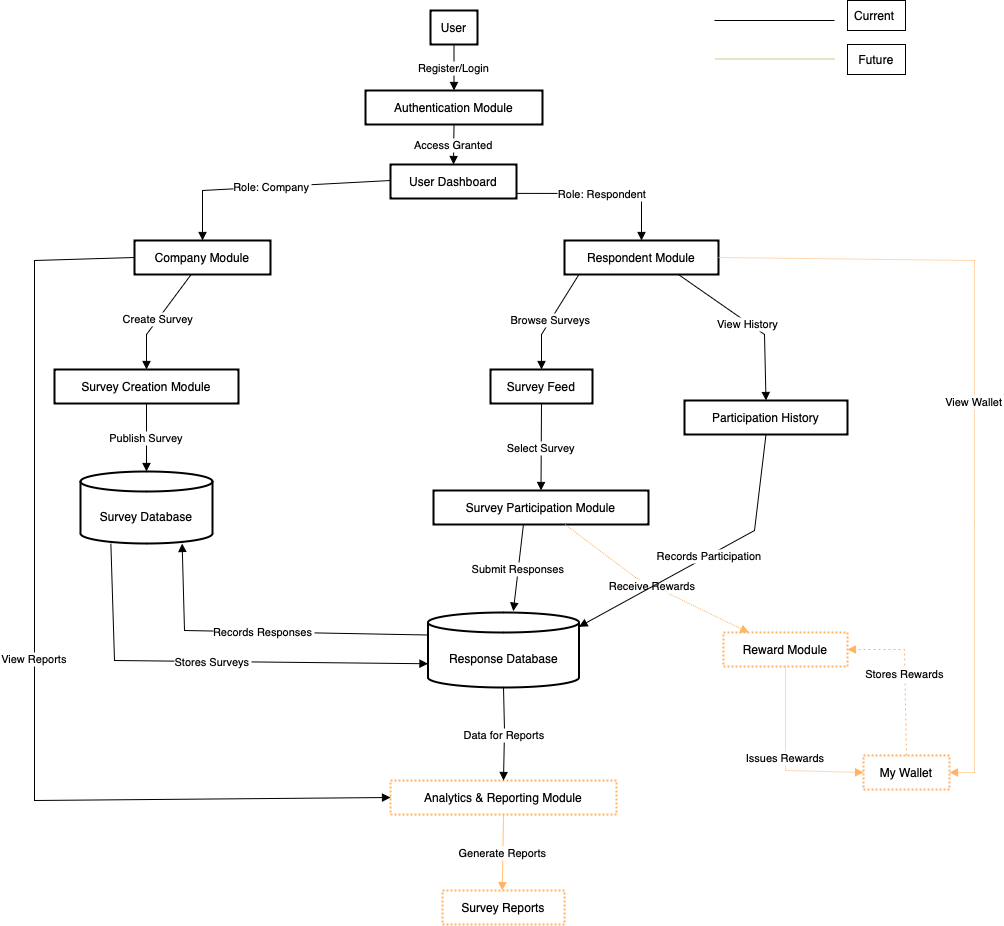 User
Current
Future
Register/Login
Authentication Module
Access Granted
User Dashboard
Role: Company
Role: Respondent
Company Module
Respondent Module
Create Survey
Browse Surveys
View History
Survey Creation Module
Survey Feed
View Wallet
Participation History
Publish Survey
Select Survey
Survey Database
Survey Participation Module
Records Participation
Submit Responses
Receive Rewards
Records Responses
Stores Surveys
Response Database
View Reports
Reward Module
Stores Rewards
Data for Reports
Issues Rewards
My Wallet
Analytics & Reporting Module
Generate Reports
Survey Reports